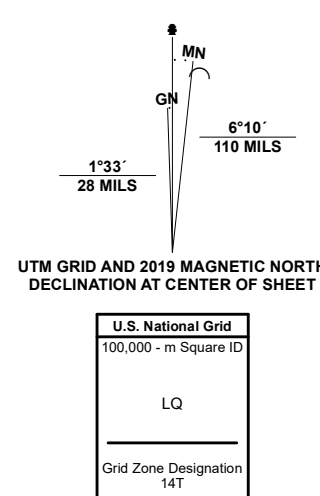 MN
GN
6°10´
110 MILS
1°33´
28 MILS
UTM GRID AND 2019 MAGNETIC NORTH
DECLINATION AT CENTER OF SHEET
U.S. National Grid
100,000 - m Square ID
LQ
Grid Zone Designation
14T